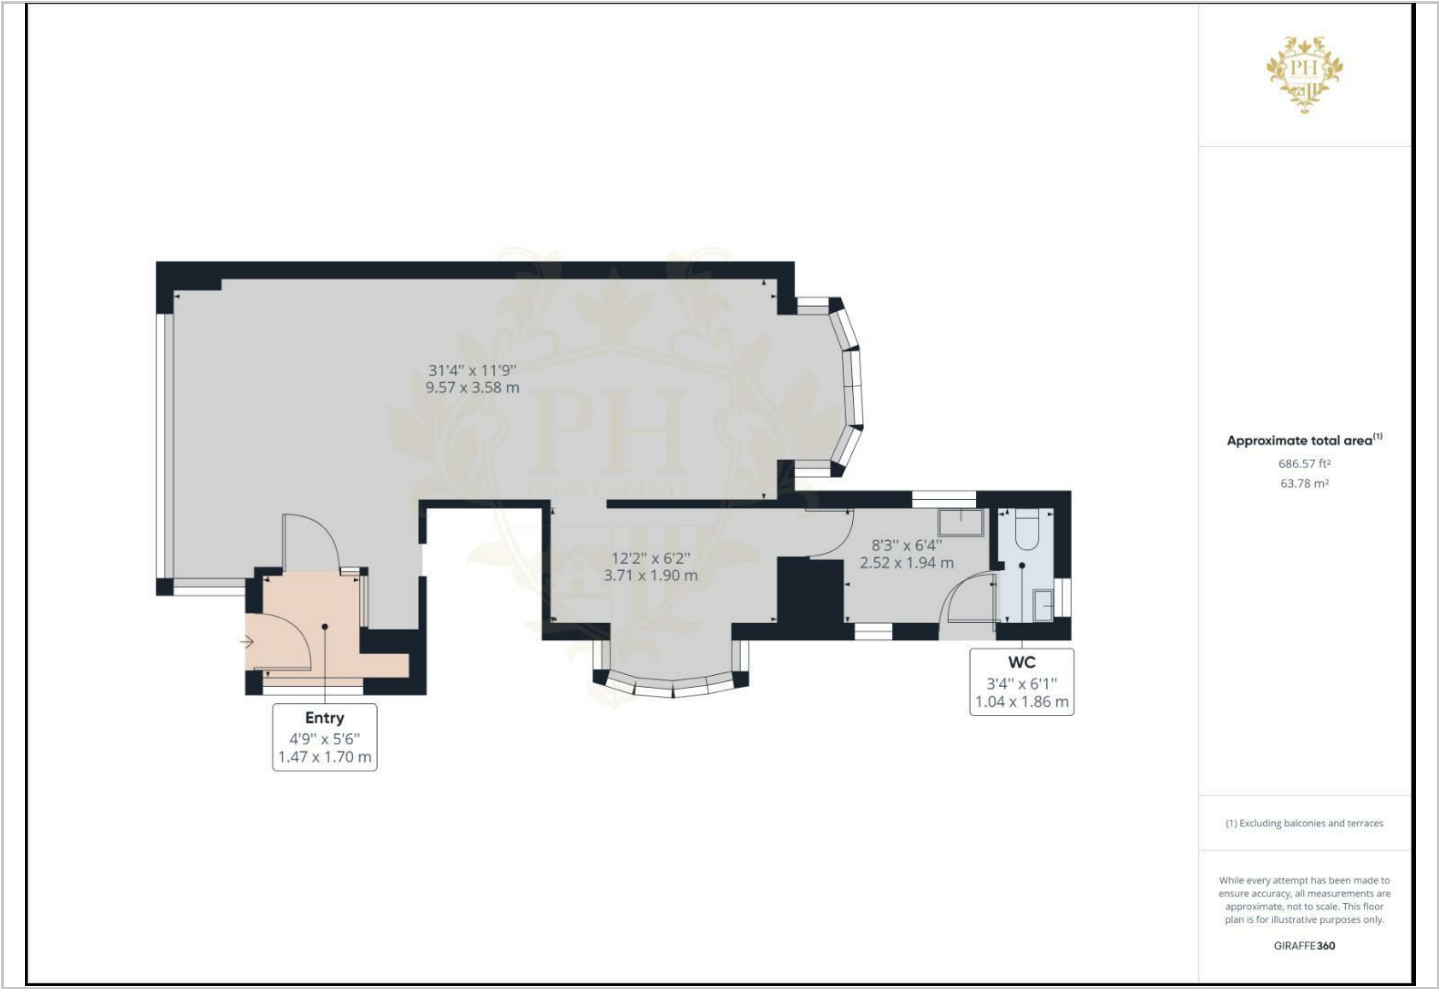 PH
31'4" x 11'9"
9.57 x 3.58 m
PH
ESTATE AGENTS
12'2" x 6'2"
3.71 x 1.90 m
8'3" x 6'4"
2.52 x 1.94 m
WC
3'4" x 6'1"
1.04 x 1.86 m
Entry
4'9" x 5'6"
1.47 x 1.70 m
Approximate total area(1)
686.57 ft²
63.78 m²
(1) Excluding balconies and terraces
While every attempt has been made to
ensure accuracy, all measurements are
approximate, not to scale. This floor
plan is for illustrative purposes only.
GIRAFFE360